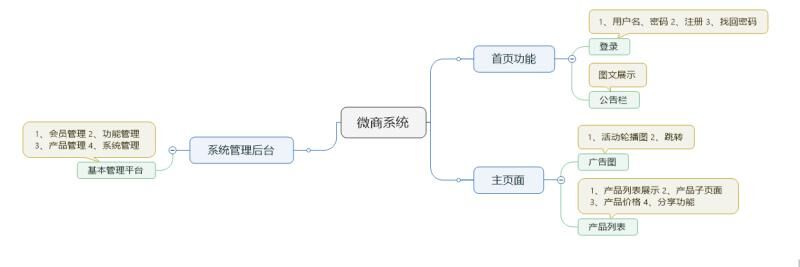 微商系统
首页功能
1、用户名、密码 2、注册 3、找回密码
登录
图文展示
公告栏
主页面
1、活动轮播图 2、跳转
广告图
1、产品列表展示 2、产品子页面
3、产品价格 4、分享功能
产品列表
系统管理后台
1、会员管理 2、功能管理
3、产品管理 4、系统管理
基本管理平台